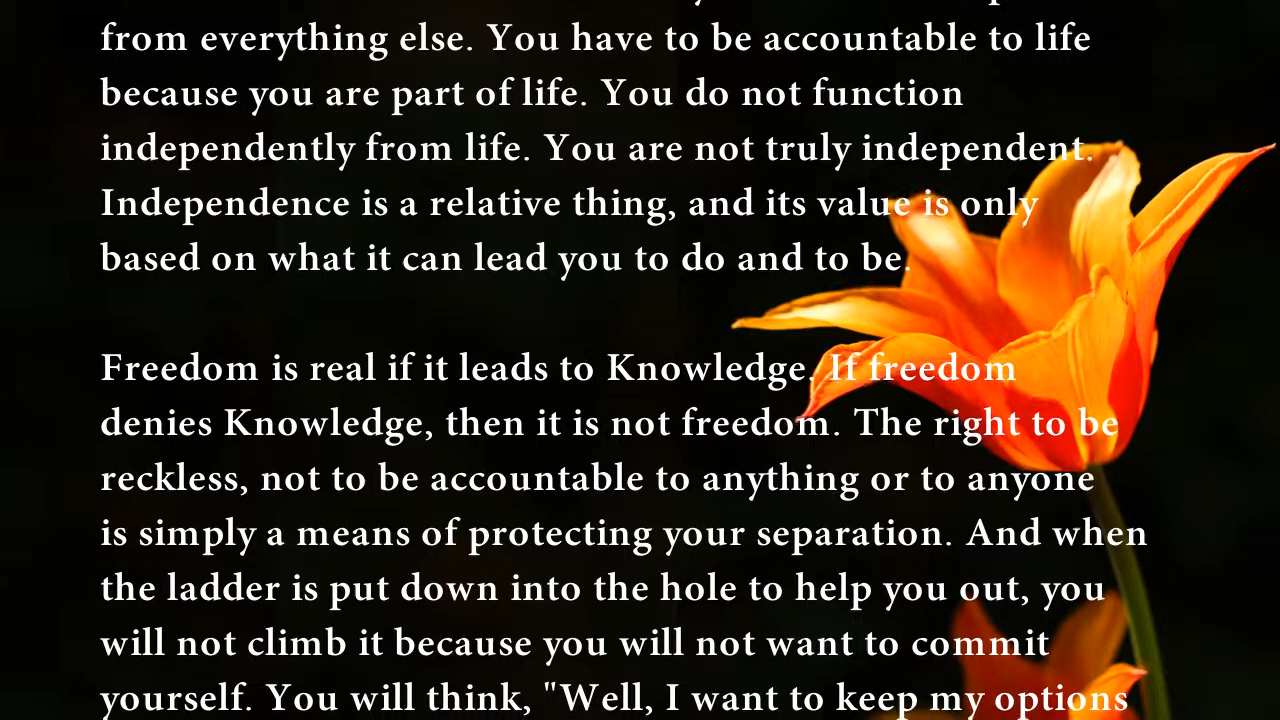 from everything else. You have to be accountable to life
because you are part of life. You do not function
independently from life. You are not truly independent.
Independence is a relative thing, and its value is only
based on what it can lead you to do and to be.
Freedom is real if it leads to Knowledge. If freedom
denies Knowledge, then it is not freedom. The right to be
reckless, not to be accountable to anything or to anyone
is simply a means of protecting your separation. And when
the ladder is put down into the hole to help you out, you
will not climb it because you will not want to commit
yourself. You will think, "Well, I want to keep my options